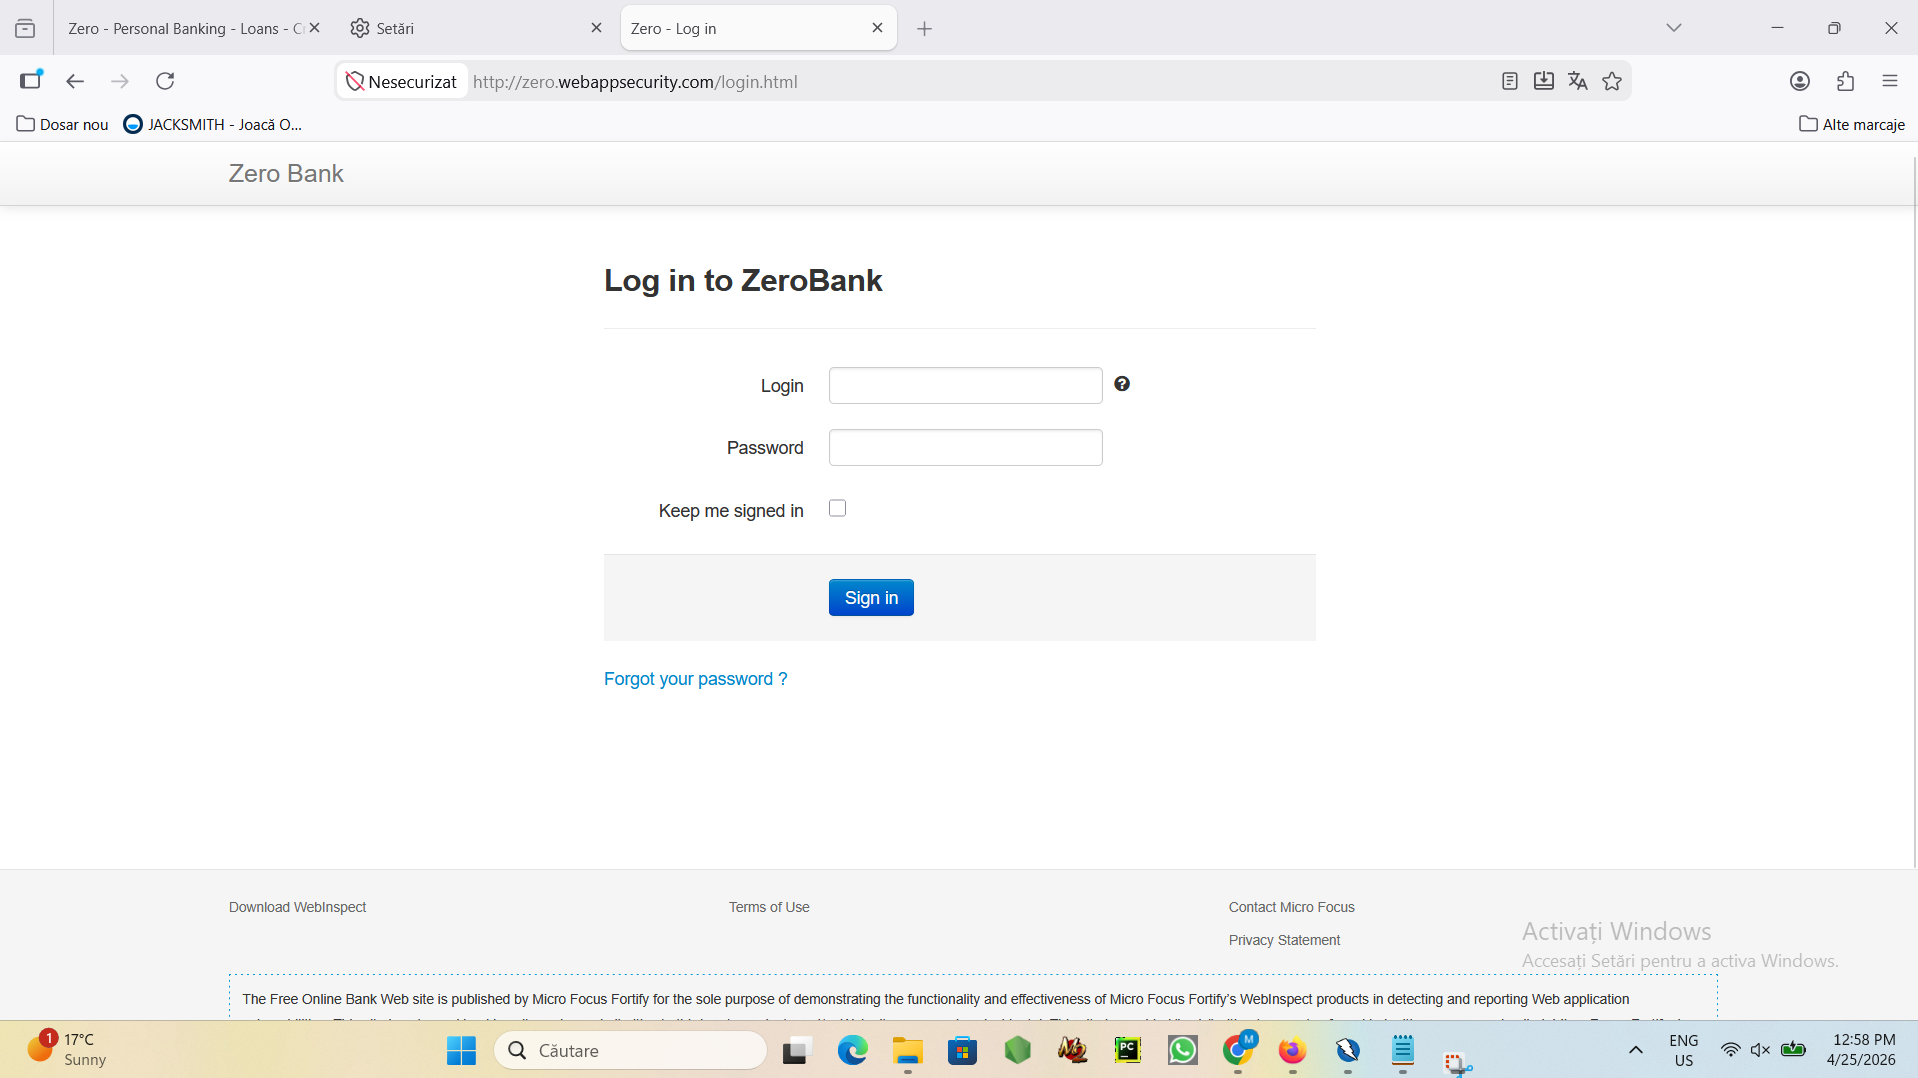 Zero - Personal Banking - Loans - C
Setări
Zero - Log in
Nesecurizat
http://zero.webappsecurity.com/login.html
Dosar nou
JACKSMITH - Joacă O...
Alte marcaje
Zero Bank
Log in to ZeroBank
Login
Password
Keep me signed in
Sign in
Forgot your password ?
Download WebInspect
Terms of Use
Contact Micro Focus
Privacy Statement
Activați Windows
Accesați Setări pentru a activa Windows.
The Free Online Bank Web site is published by Micro Focus Fortify for the sole purpose of demonstrating the functionality and effectiveness of Micro Focus Fortify's WebInspect products in detecting and reporting Web application
1
17°C
Sunny
Căutare
PC
M
ENG
US
12:58 PM
4/25/2026